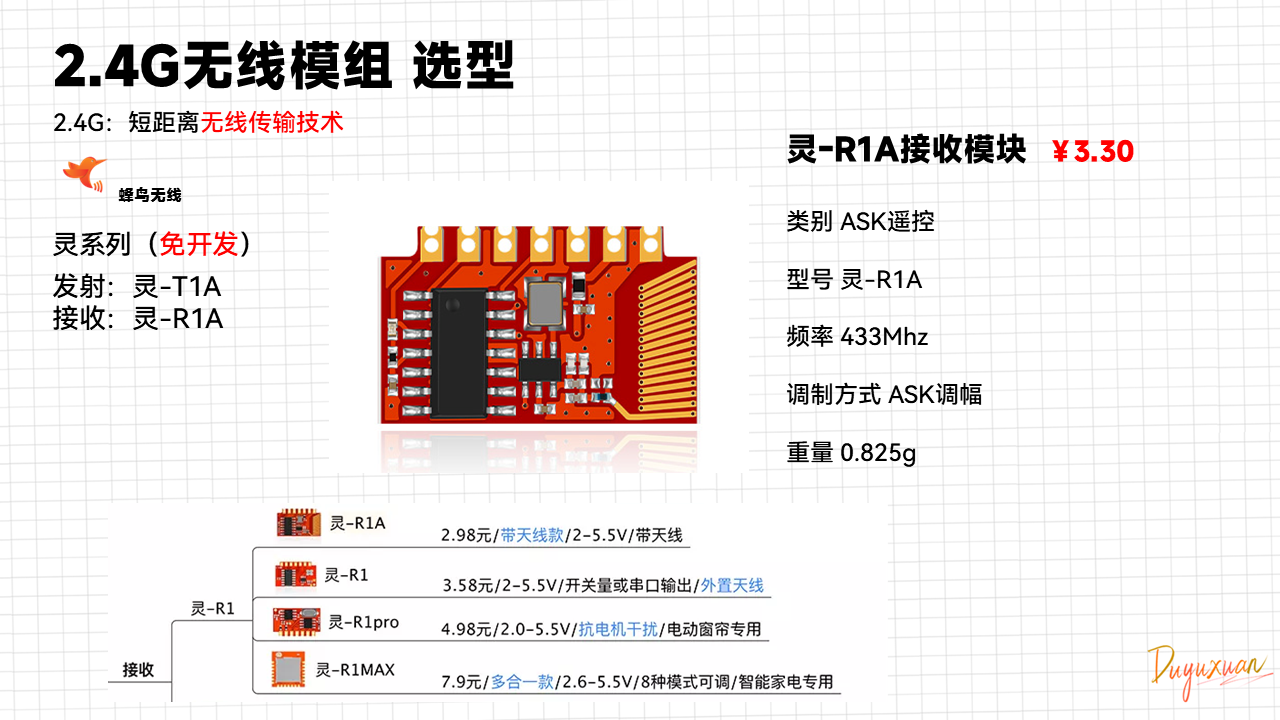 2.4G无线模组 选型
2.4G：短距离无线传输技术
蜂鸟无线
灵系列（免开发）
发射：灵-T1A
接收：灵-R1A
灵-R1A接收模块 ￥3.30
类别 ASK遥控
型号 灵-R1A
频率 433Mhz
调制方式 ASK调幅
重量 0.825g
灵-R1A
2.98元/带天线款/2-5.5V/带天线
灵-R1
3.58元/2-5.5V/开关量或串口输出/外置天线
灵-R1
灵-R1pro
4.98元/2.0-5.5V/抗电机干扰/电动窗帘专用
接收
灵-R1MAX
7.9元/多合一款/2.6-5.5V/8种模式可调/智能家电专用
Duyuxuan